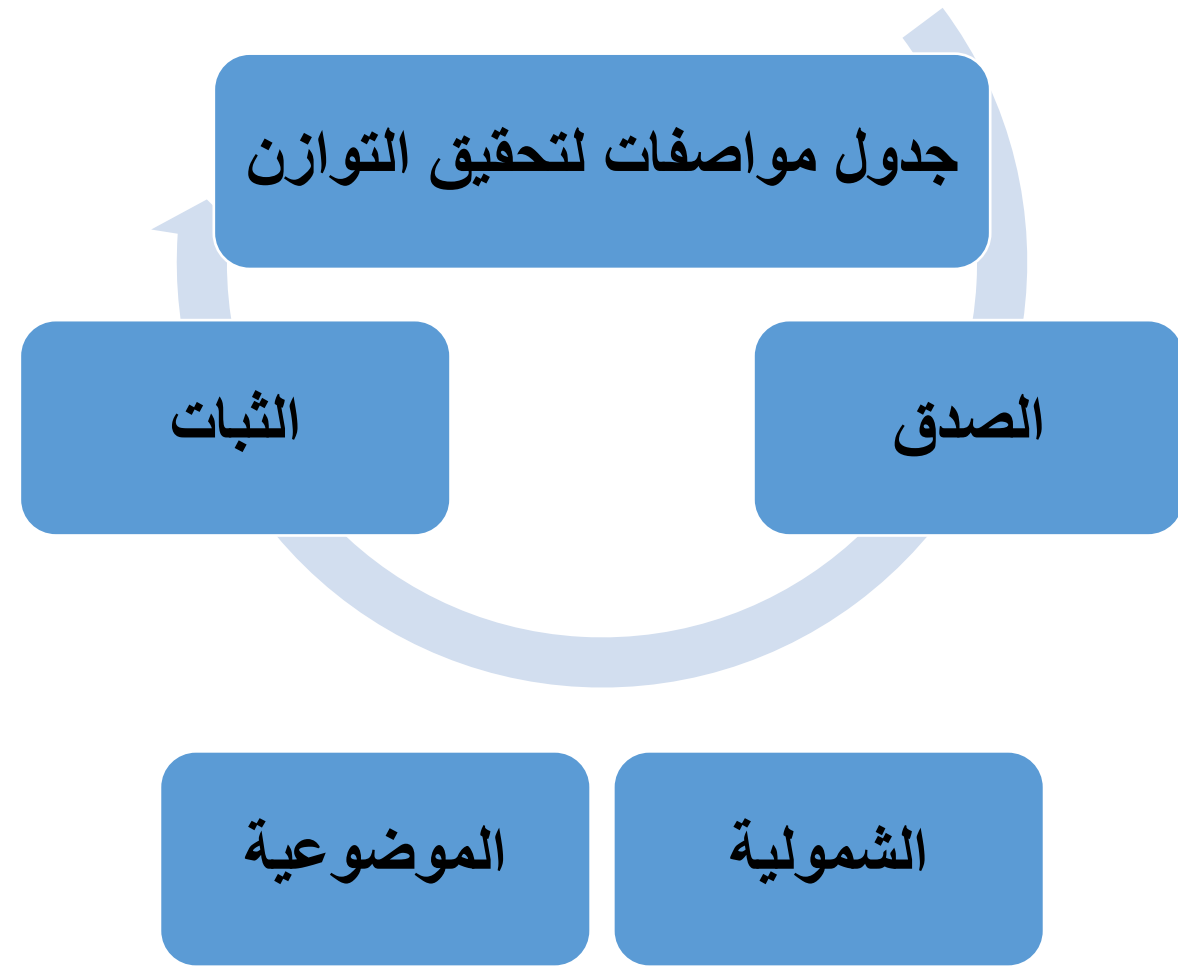 جدول مواصفات لتحقيق التوازن
الصدق
الثبات
الشمولية
الموضوعية